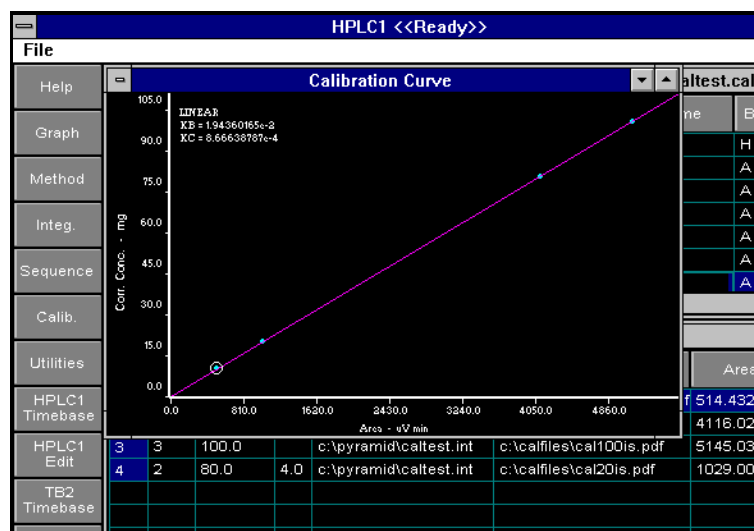 HPLC1 <<Ready>>
File
Help
Graph
Method
Integ.
Sequence
Calib.
Utilities
HPLC1
Timebase
HPLC1
Edit
TB2
Timebase
Calibration Curve
altest.cal
me
B
H
A
A
A
A
A
A
LINEAR
KB = 1.94360165e-2
KC = 8.66638787e-4
105.0
90.0
75.0
60.0
45.0
30.0
15.0
0.0
Corr. Conc. - mg
0.0 810.0 1620.0 2430.0 3240.0 4050.0 4860.0
Area - uV min
Area
f 514.432
4116.02
3 3 100.0 c:\pyramid\caltest.int c:\calfiles\cal100is.pdf 5145.03
4 2 80.0 4.0 c:\pyramid\caltest.int c:\calfiles\cal20is.pdf 1029.00